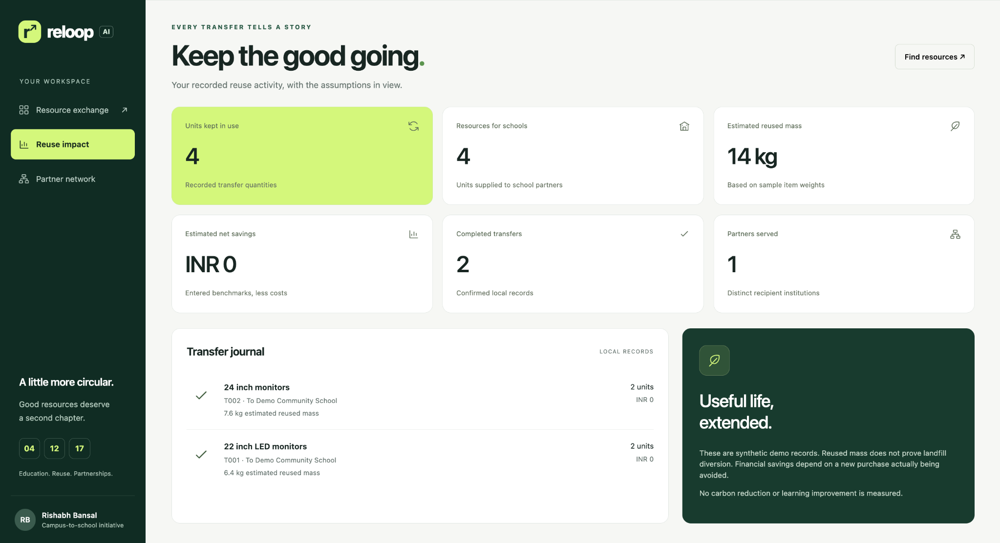 reloop AI
YOUR WORKSPACE
Resource exchange
Reuse impact
Partner network
A little more circular.
Good resources deserve
a second chapter.
04 12 17
Education. Reuse. Partnerships.
RB
Rishabh Bansal
Campus-to-school initiative
EVERY TRANSFER TELLS A STORY
Keep the good going.
Your recorded reuse activity, with the assumptions in view.
Find resources
Units kept in use
4
Recorded transfer quantities
Resources for schools
4
Units supplied to school partners
Estimated reused mass
14 kg
Based on sample item weights
Estimated net savings
INR 0
Entered benchmarks, less costs
Completed transfers
2
Confirmed local records
Partners served
1
Distinct recipient institutions
Transfer journal
LOCAL RECORDS
24 inch monitors
T002 · To Demo Community School
7.6 kg estimated reused mass
2 units
INR 0
22 inch LED monitors
T001 · To Demo Community School
6.4 kg estimated reused mass
2 units
INR 0
Useful life,
extended.
These are synthetic demo records. Reused mass does not prove landfill
diversion. Financial savings depend on a new purchase actually being
avoided.
No carbon reduction or learning improvement is measured.